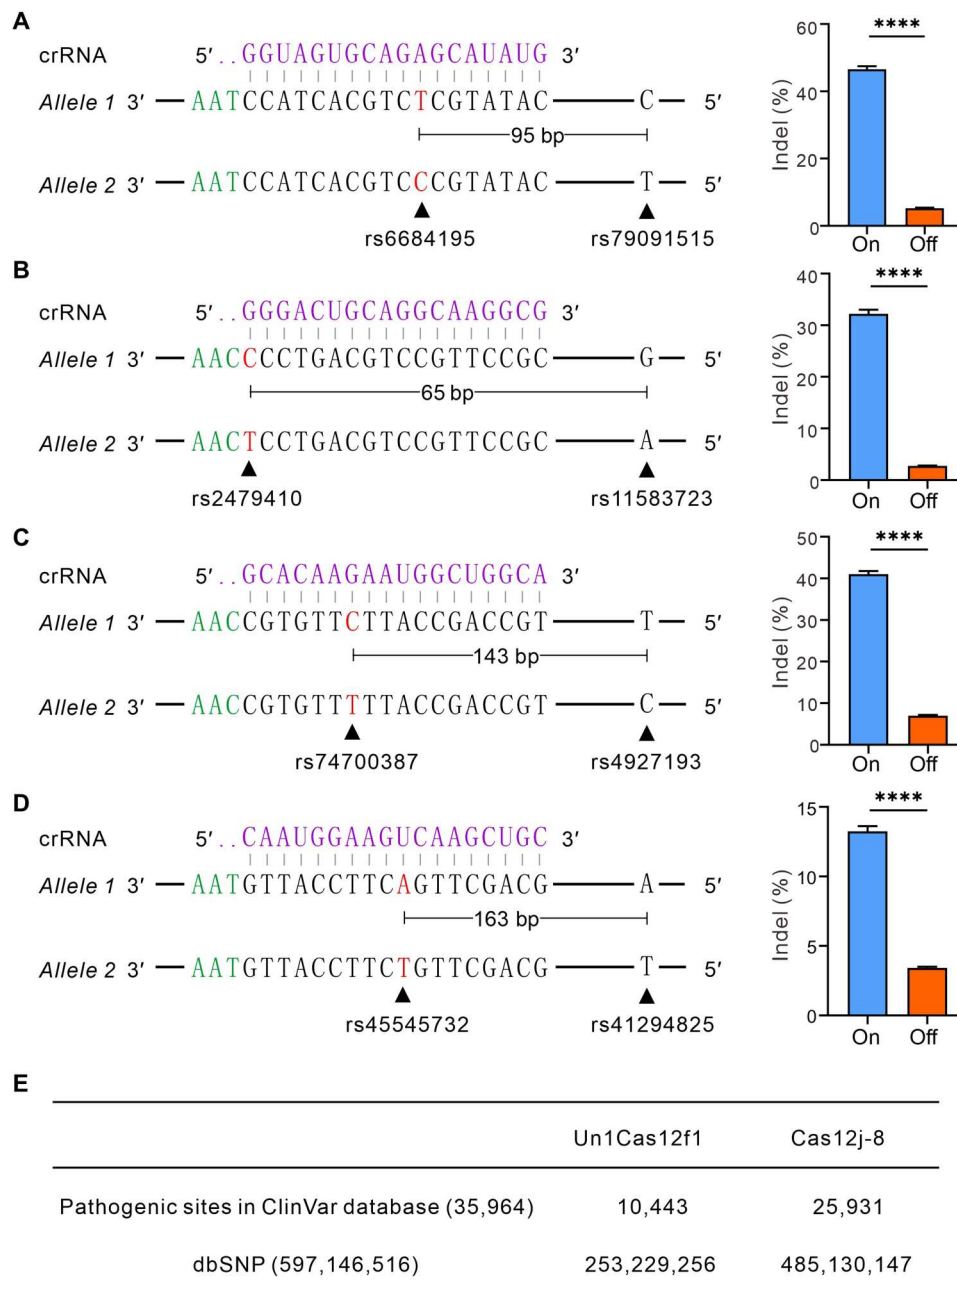 A
crRNA 5′ ..GGUAGUGCAGAGCAUAUG 3′
Allele 1 3′ AATCCATCACGTCTCGTATAC C 5′
95 bp
Allele 2 3′ AATCCATCACGTCCCGTATAC T 5′
rs6684195 rs79091515
Indel (%)
60
40
20
0
****
On Off
B
crRNA 5′ ..GGGACUGCAGGCAAGGCG 3′
Allele 1 3′ AACCCCTGACGTCCGTTCCGC G 5′
65 bp
Allele 2 3′ AACTCCTGACGTCCGTTCCGC A 5′
rs2479410 rs11583723
Indel (%)
40
30
20
10
0
****
On Off
C
crRNA 5′ ..GCACAAGAAUGGCUGGCA 3′
Allele 1 3′ AACCGTGTTCTTACCGACCGT T 5′
143 bp
Allele 2 3′ AACCGTGTTTTTACCGACCGT C 5′
rs74700387 rs4927193
Indel (%)
50
40
30
20
10
0
****
On Off
D
crRNA 5′ ..CAAUGGAAGUCAAGCUGC 3′
Allele 1 3′ AATGTTACCTTCAGTTCGACG A 5′
163 bp
Allele 2 3′ AATGTTACCTTCTGTTCGACG T 5′
rs45545732 rs41294825
Indel (%)
15
10
5
0
****
On Off
E
Un1Cas12f1 Cas12j-8
Pathogenic sites in ClinVar database (35,964) 10,443 25,931
dbSNP (597,146,516) 253,229,256 485,130,147